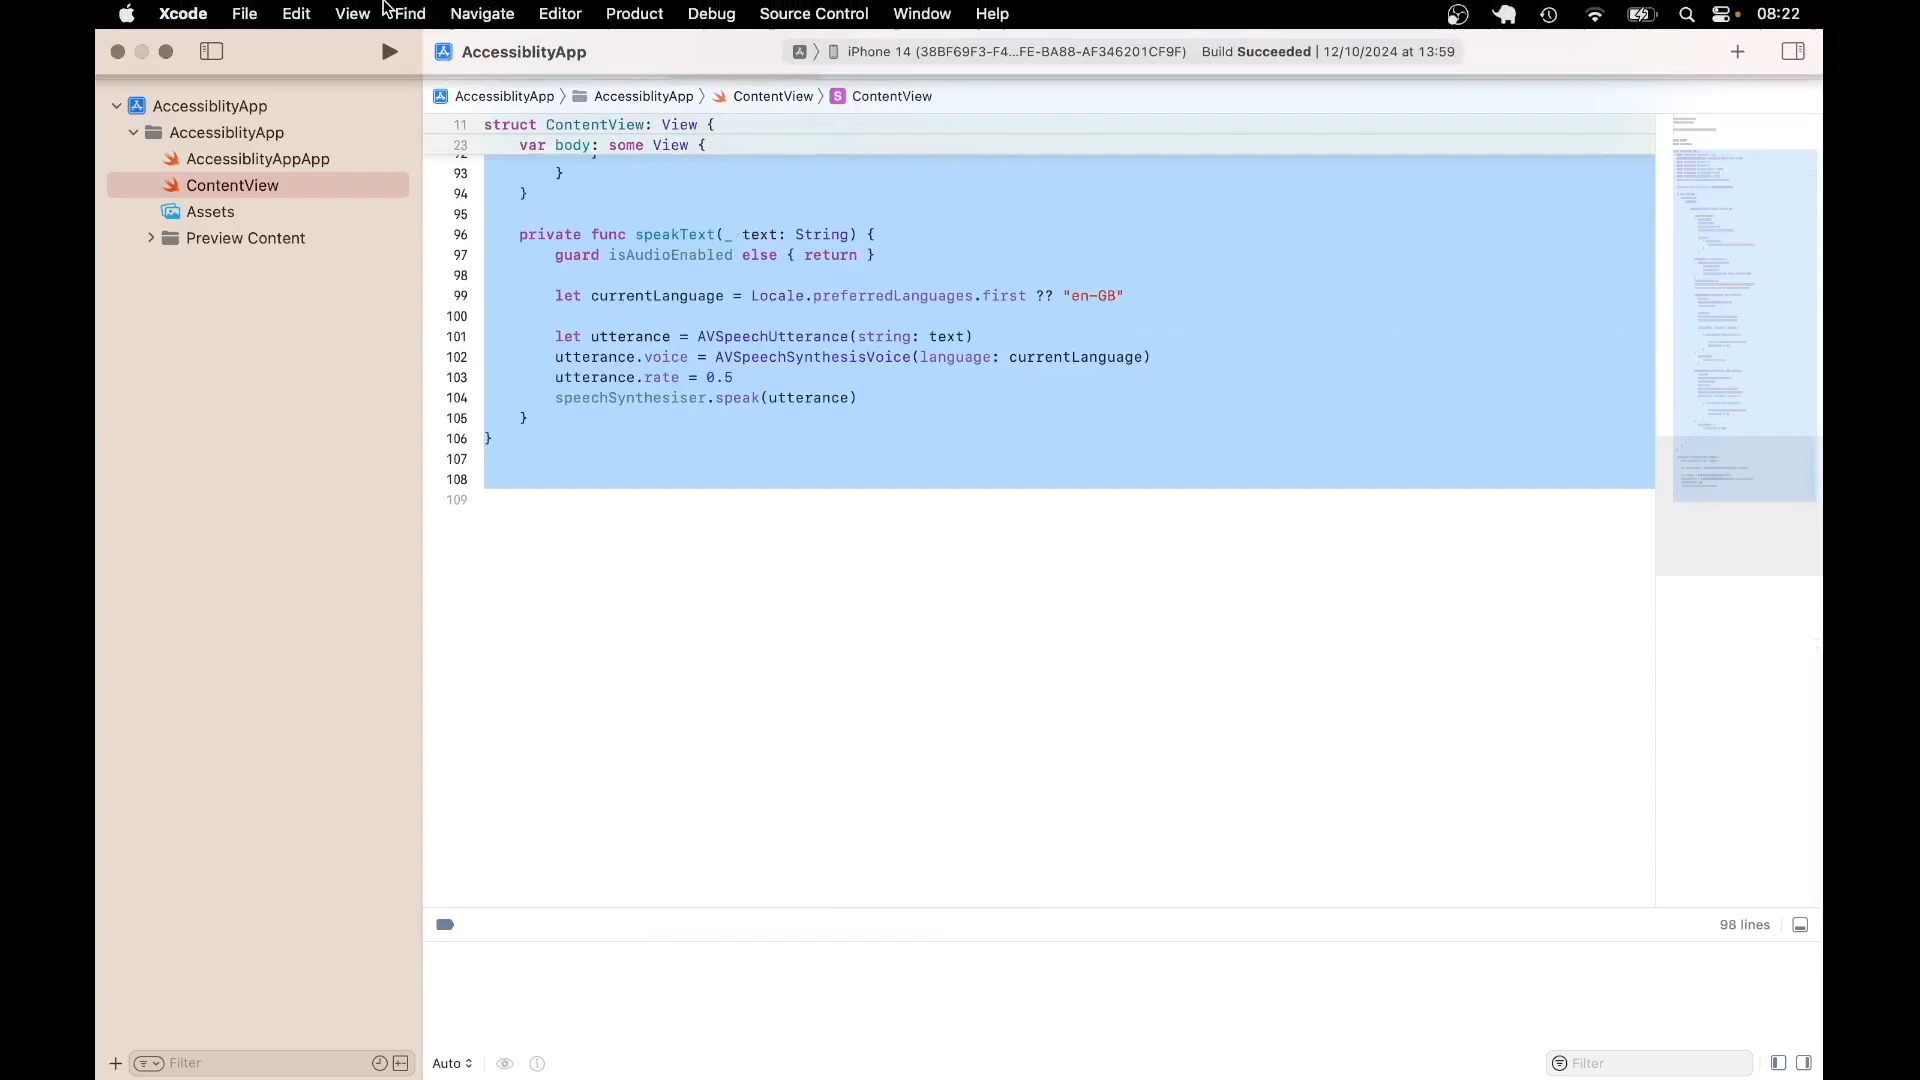 Xcode File Edit View Find Navigate Editor Product Debug Source Control Window Help 08:22
AccessiblityApp iPhone 14 (38BF69F3-F4...FE-BA88-AF346201CF9F) Build Succeeded | 12/10/2024 at 13:59
AccessiblityApp
AccessiblityApp
AccessiblityAppApp
ContentView
Assets
Preview Content
AccessiblityApp AccessiblityApp ContentView S ContentView
11 struct ContentView: View {
23 var body: some View {
93 }
94 }
95
96 private func speakText(_ text: String) {
97 guard isAudioEnabled else { return }
98
99 let currentLanguage = Locale.preferredLanguages.first ?? "en-GB"
100
101 let utterance = AVSpeechUtterance(string: text)
102 utterance.voice = AVSpeechSynthesisVoice(language: currentLanguage)
103 utterance.rate = 0.5
104 speechSynthesiser.speak(utterance)
105 }
106 }
107
108
109
98 lines
Filter
Auto
Filter